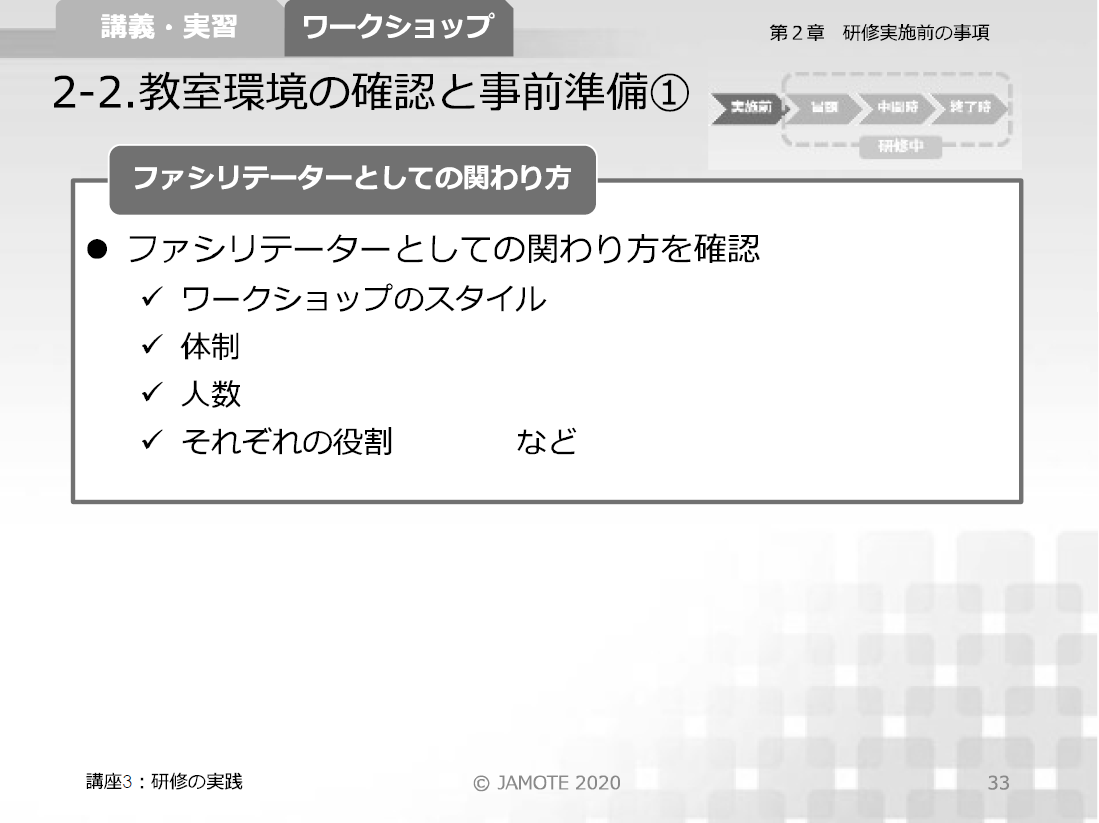 講義・実習
ワークショップ
第２章　研修実施前の事項
2-2.教室環境の確認と事前準備①
実施前
冒頭
中間時
終了時
研修中
ファシリテーターとしての関わり方
● ファシリテーターとしての関わり方を確認
✓ ワークショップのスタイル
✓ 体制
✓ 人数
✓ それぞれの役割　　　　など
講座3：研修の実践
© JAMOTE 2020
33